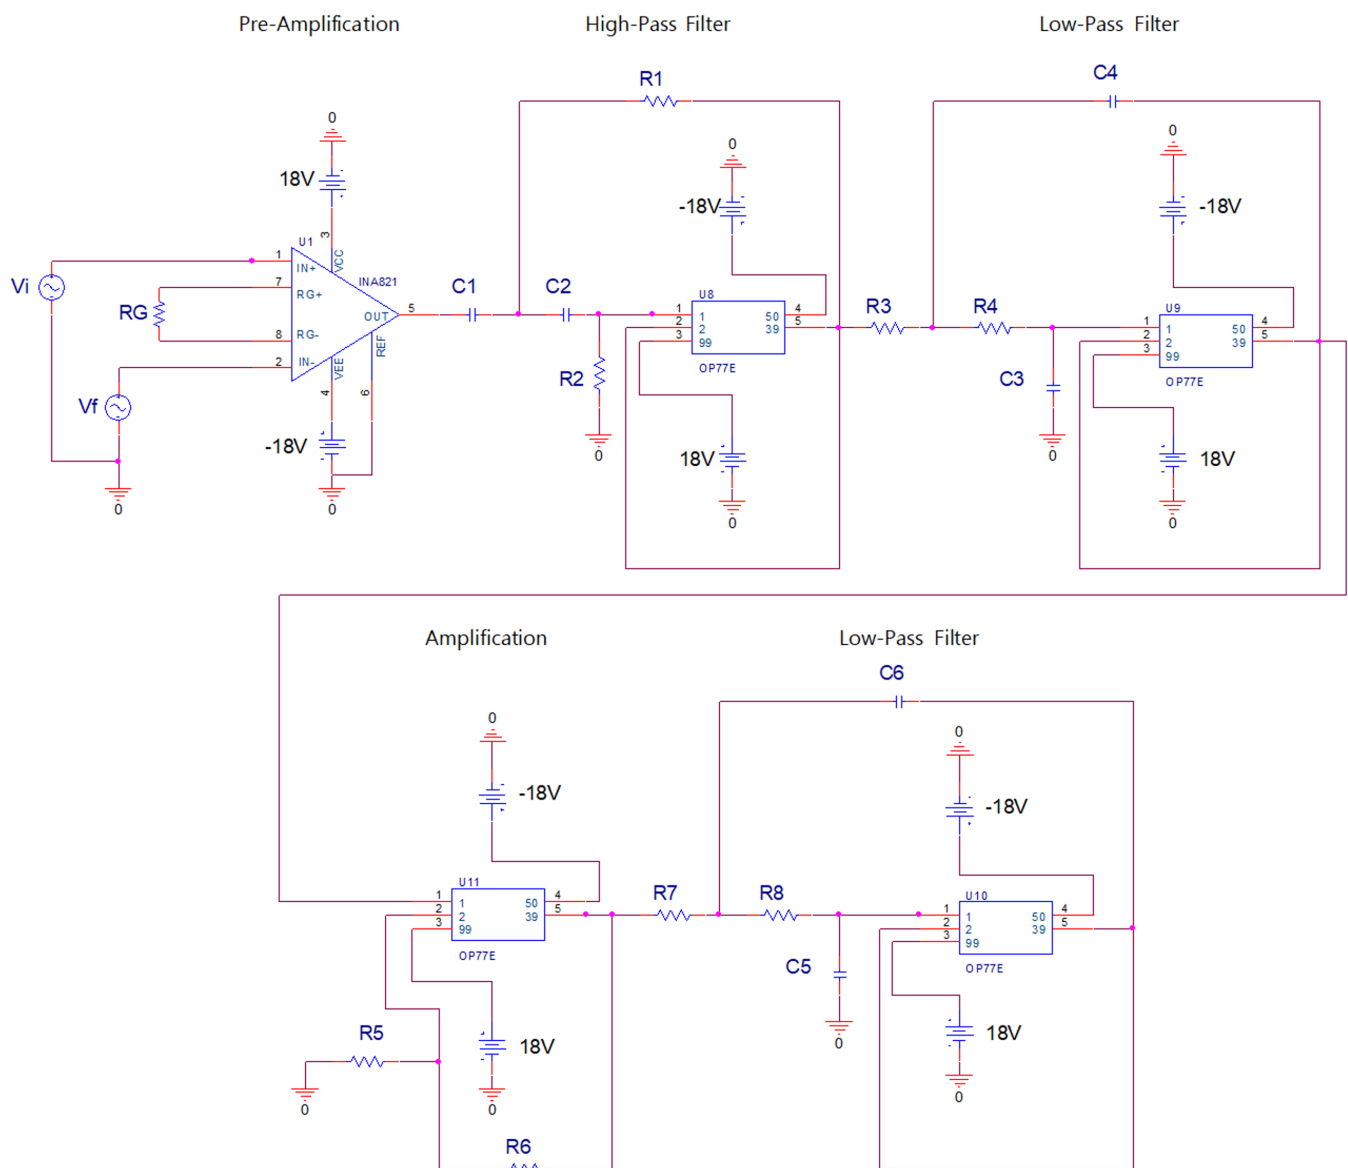 Pre-Amplification
High-Pass Filter
Low-Pass Filter
R1
C4
0
0
0
18V
-18V
-18V
3
U1
VCC
1
IN+
INA821
7
RG+
Vi
RG
OUT
5
C1
C2
U8
1
1
50
4
2
2
39
5
3
99
OP77E
R3
R4
U9
1
1
50
4
2
2
39
5
3
99
OP77E
8
RG-
REF
2
IN-
VEE
4
6
R2
C3
Vf
-18V
0
0
18V
18V
0
0
0
0
Amplification
Low-Pass Filter
C6
0
0
-18V
-18V
U11
1
1
50
4
2
2
39
5
3
99
OP77E
R7
R8
U10
1
1
50
4
2
2
39
5
3
99
OP77E
C5
R5
18V
18V
0
0
0
0
R6